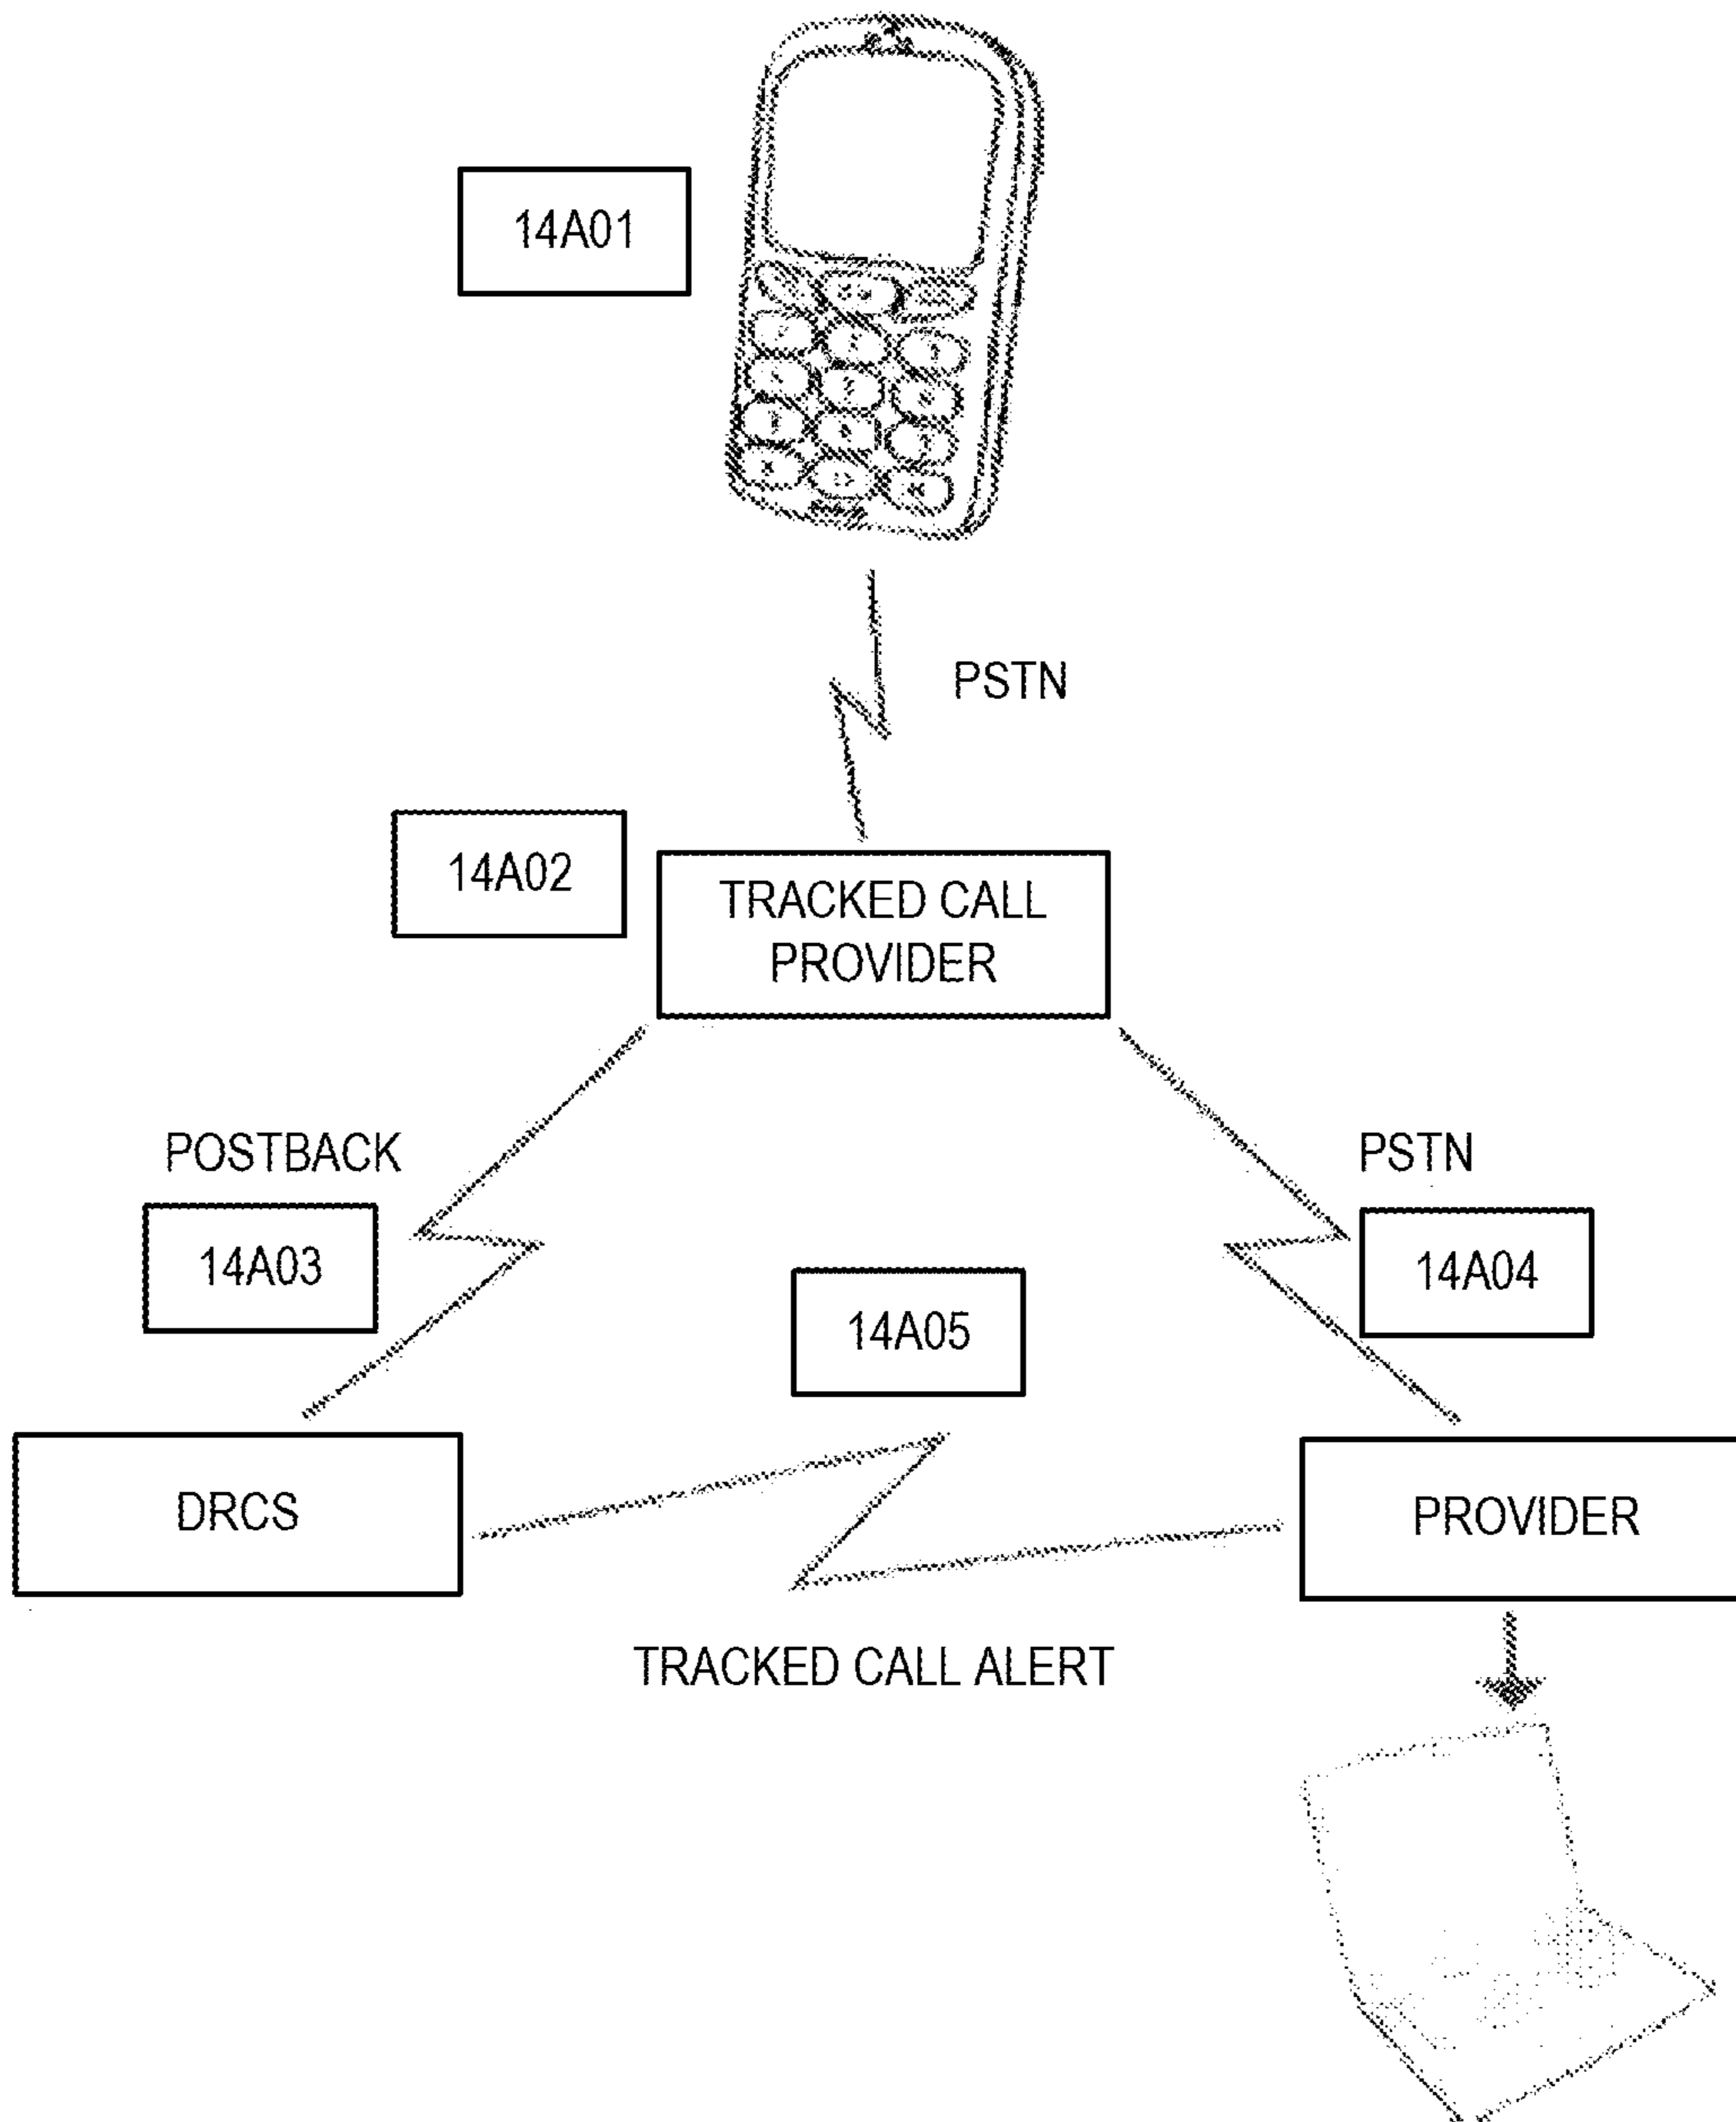 14A01
PSTN
14A02
TRACKED CALL
PROVIDER
POSTBACK
PSTN
14A03
14A04
14A05
DRCS
PROVIDER
TRACKED CALL ALERT